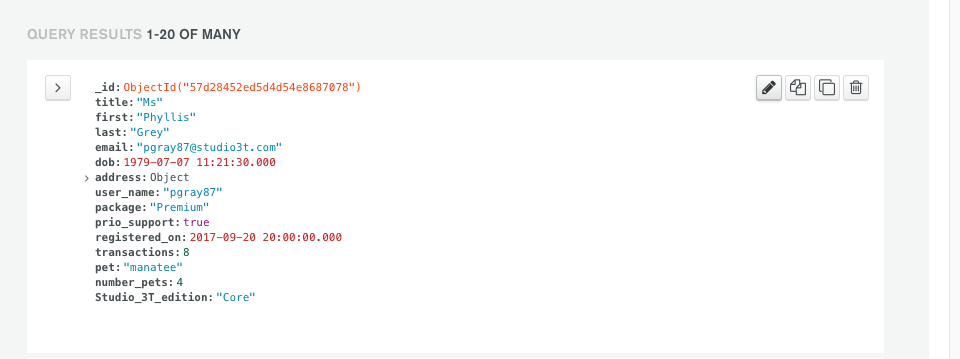 QUERY RESULTS 1-20 OF MANY
_id: ObjectId("57d28452ed5d4d54e8687078")
title: "Ms"
first: "Phyllis"
last: "Grey"
email: "pgray87@studio3t.com"
dob: 1979-07-07 11:21:30.000
address: Object
user_name: "pgray87"
package: "Premium"
prio_support: true
registered_on: 2017-09-20 20:00:00.000
transactions: 8
pet: "manatee"
number_pets: 4
Studio_3T_edition: "Core"